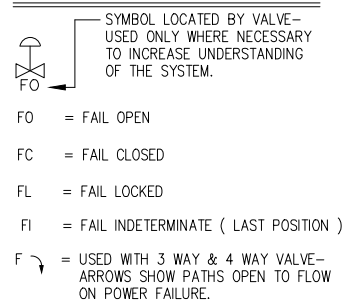 SYMBOL LOCATED BY VALVE-
USED ONLY WHERE NECESSARY
TO INCREASE UNDERSTANDING
OF THE SYSTEM.
FO
FO = FAIL OPEN
FC = FAIL CLOSED
FL = FAIL LOCKED
FI = FAIL INDETERMINATE ( LAST POSITION )
F = USED WITH 3 WAY & 4 WAY VALVE-
ARROWS SHOW PATHS OPEN TO FLOW
ON POWER FAILURE.